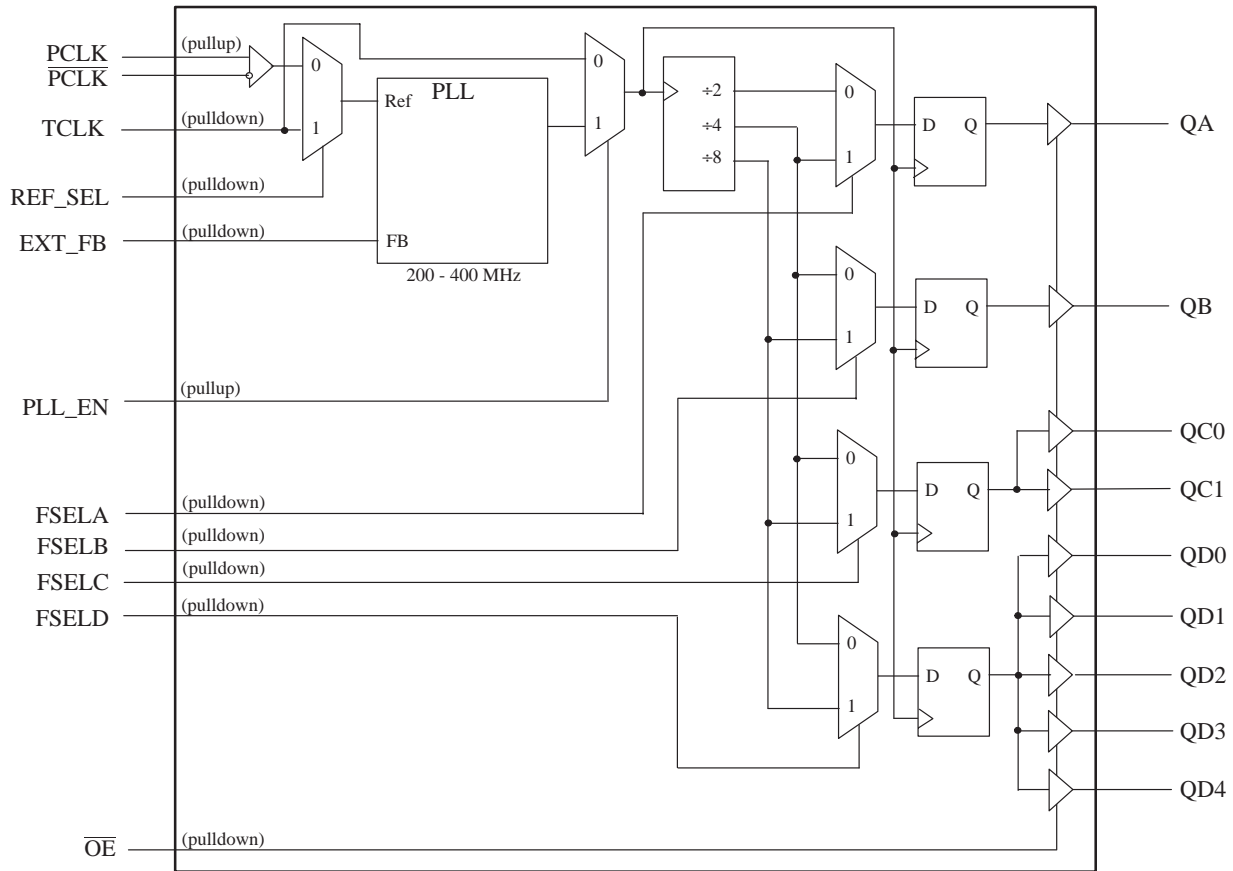 PCLK (pullup)
P̅C̅L̅K̅
TCLK (pulldown)
REF_SEL (pulldown)
EXT_FB (pulldown)
PLL_EN (pullup)
FSELA (pulldown)
FSELB (pulldown)
FSELC (pulldown)
FSELD (pulldown)
O̅E̅ (pulldown)
0
1
PLL
Ref
FB
200 - 400 MHz
0
1
÷2
÷4
÷8
0
1
D Q
QA
0
1
D Q
QB
0
1
D Q
QC0
QC1
0
1
D Q
QD0
QD1
QD2
QD3
QD4